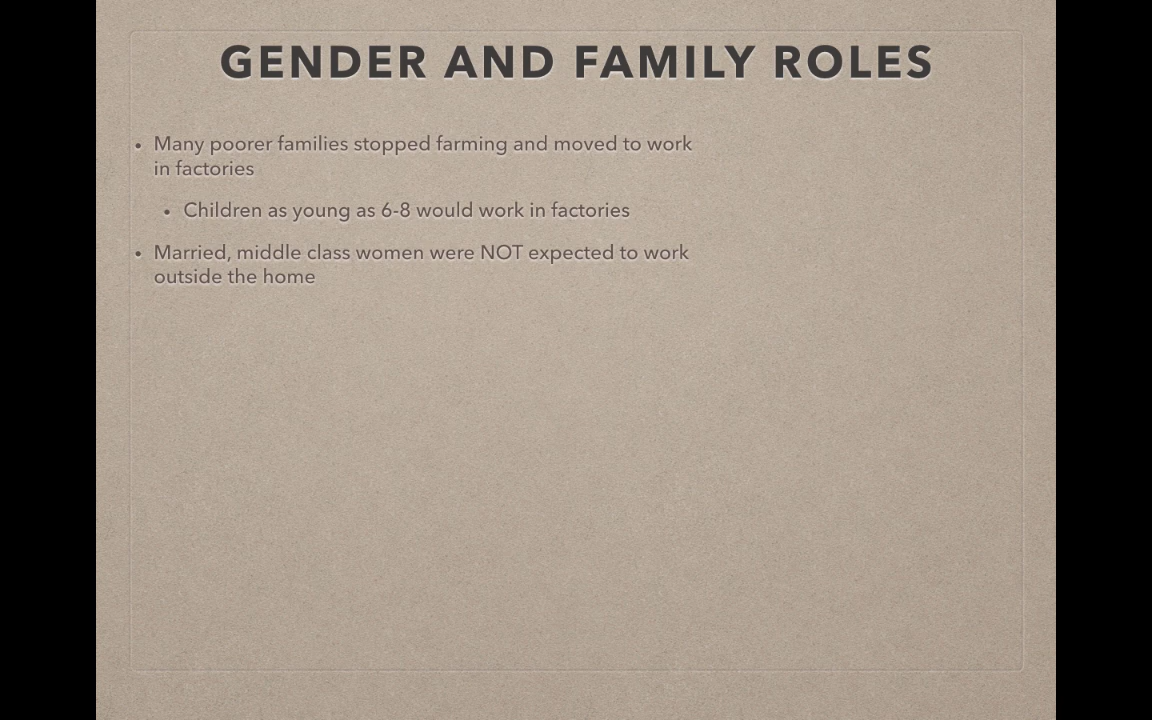 GENDER AND FAMILY ROLES
• Many poorer families stopped farming and moved to work
in factories
• Children as young as 6-8 would work in factories
• Married, middle class women were NOT expected to work
outside the home